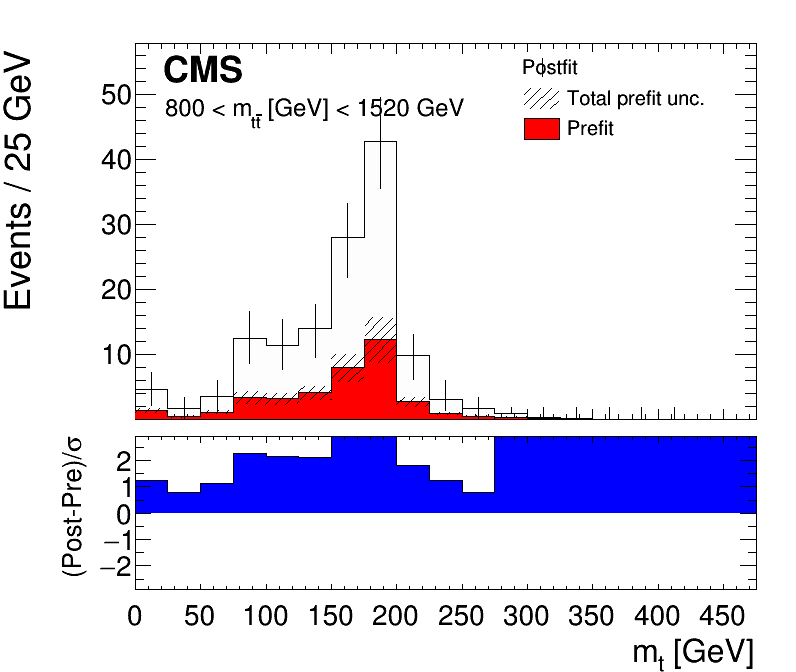 CMS
800 < m_tt̄ [GeV] < 1520 GeV
Postfit
Total prefit unc.
Prefit
Events / 25 GeV
50
40
30
20
10
(Post-Pre)/σ
2
1
0
−1
−2
0 50 100 150 200 250 300 350 400 450
m_t [GeV]